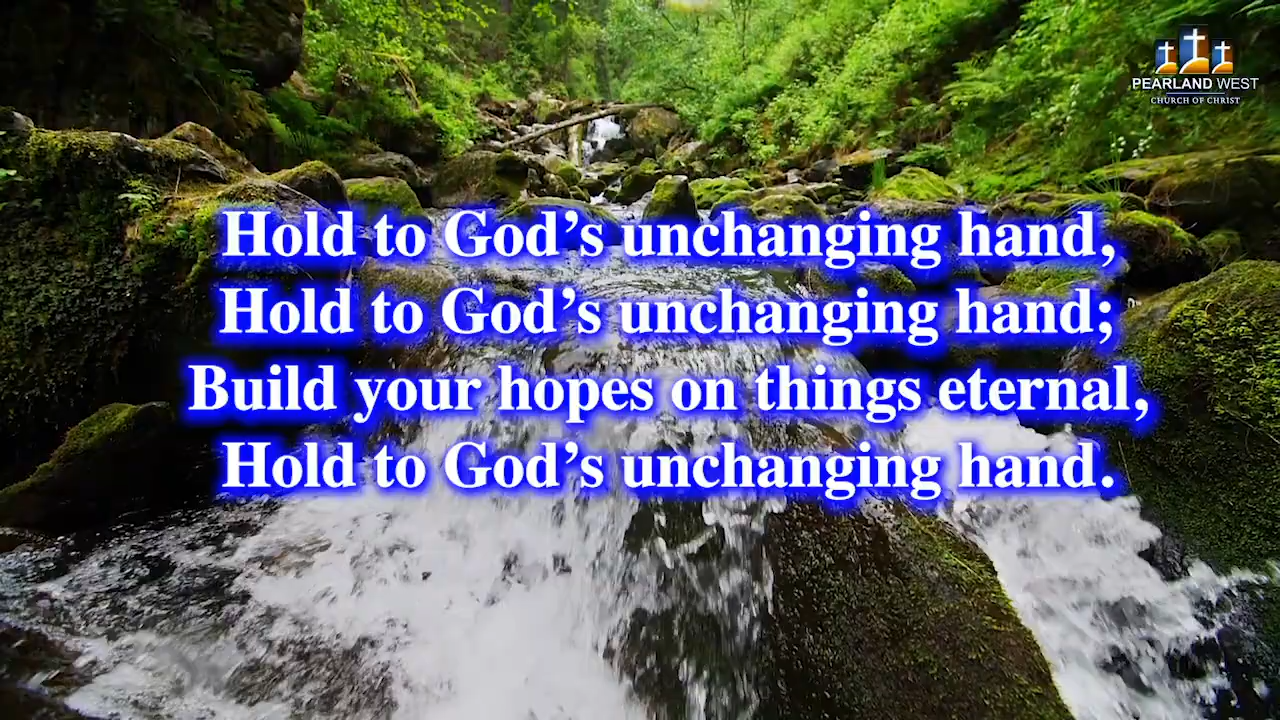 PEARLAND WEST
CHURCH OF CHRIST
Hold to God’s unchanging hand,
Hold to God’s unchanging hand;
Build your hopes on things eternal,
Hold to God’s unchanging hand.